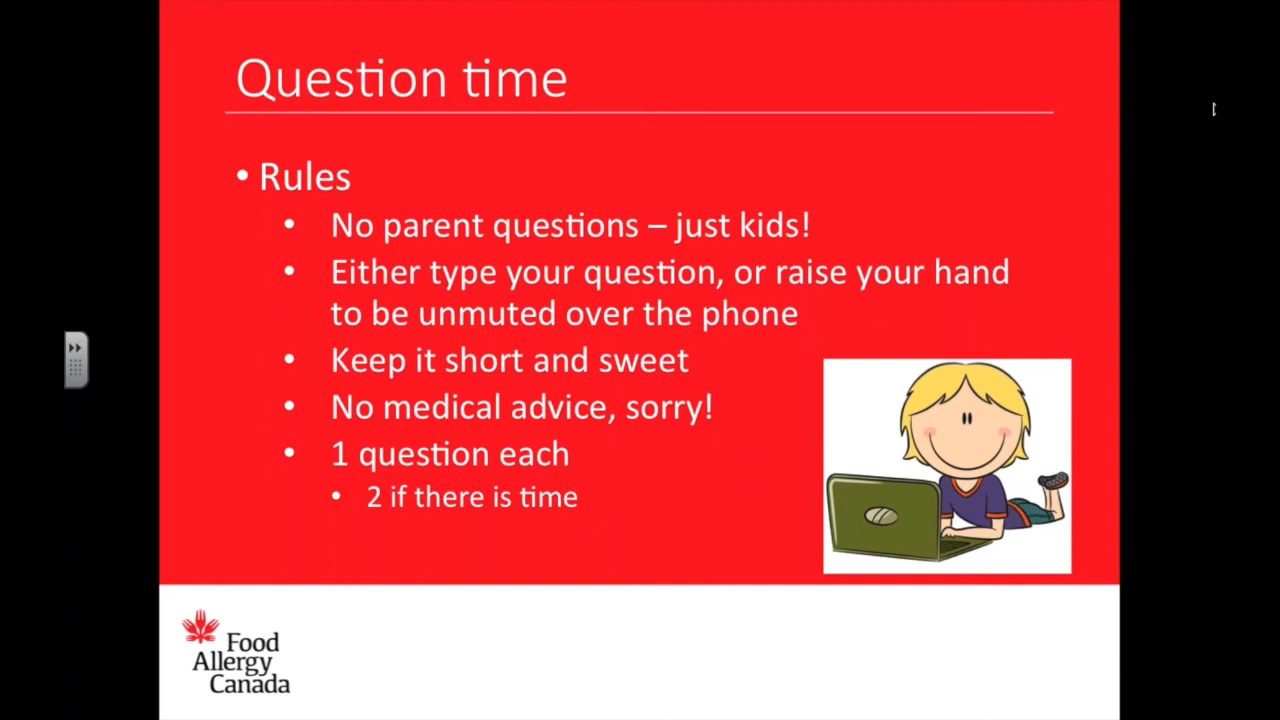 Question time
• Rules
• No parent questions – just kids!
• Either type your question, or raise your hand
to be unmuted over the phone
• Keep it short and sweet
• No medical advice, sorry!
• 1 question each
• 2 if there is time
Food
Allergy
Canada